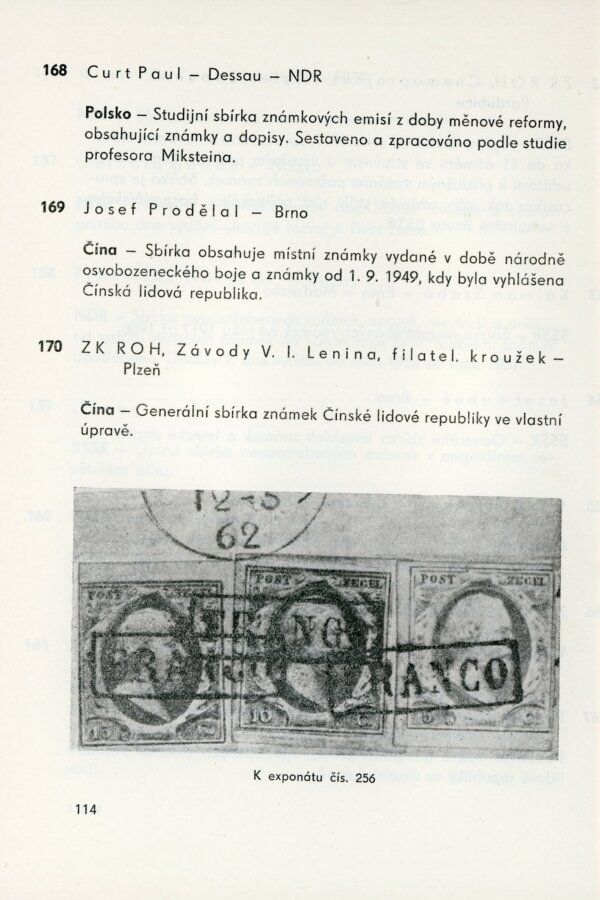 168 Curt Paul – Dessau – NDR
Polsko – Studijní sbírka známkových emisí z doby měnové reformy,
obsahující známky a dopisy. Sestaveno a zpracováno podle studie
profesora Miksteina.
169 Josef Prodělal – Brno
Čína – Sbírka obsahuje místní známky vydané v době národně
osvobozeneckého boje a známky od 1. 9. 1949, kdy byla vyhlášena
Čínská lidová republika.
170 ZK ROH, Závody V. I. Lenina, filatel. kroužek –
Plzeň
Čína – Generální sbírka známek Čínské lidové republiky ve vlastní
úpravě.
62
POST ZEGEL
POST ZEGEL
POST ZEGEL
FRANCO
FRANCO
10 C
K exponátu čís. 256
114